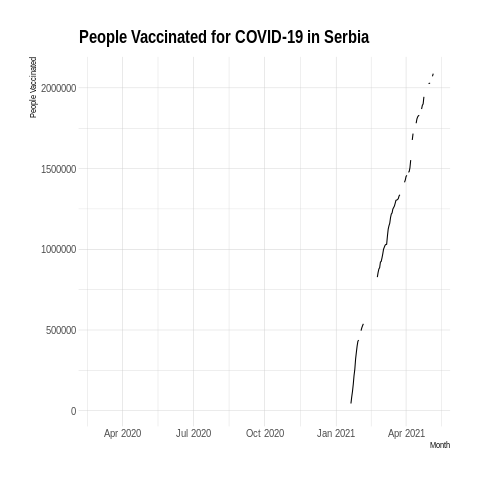 People Vaccinated for COVID-19 in Serbia
People Vaccinated
2000000
1500000
1000000
500000
0
Apr 2020 Jul 2020 Oct 2020 Jan 2021 Apr 2021
Month